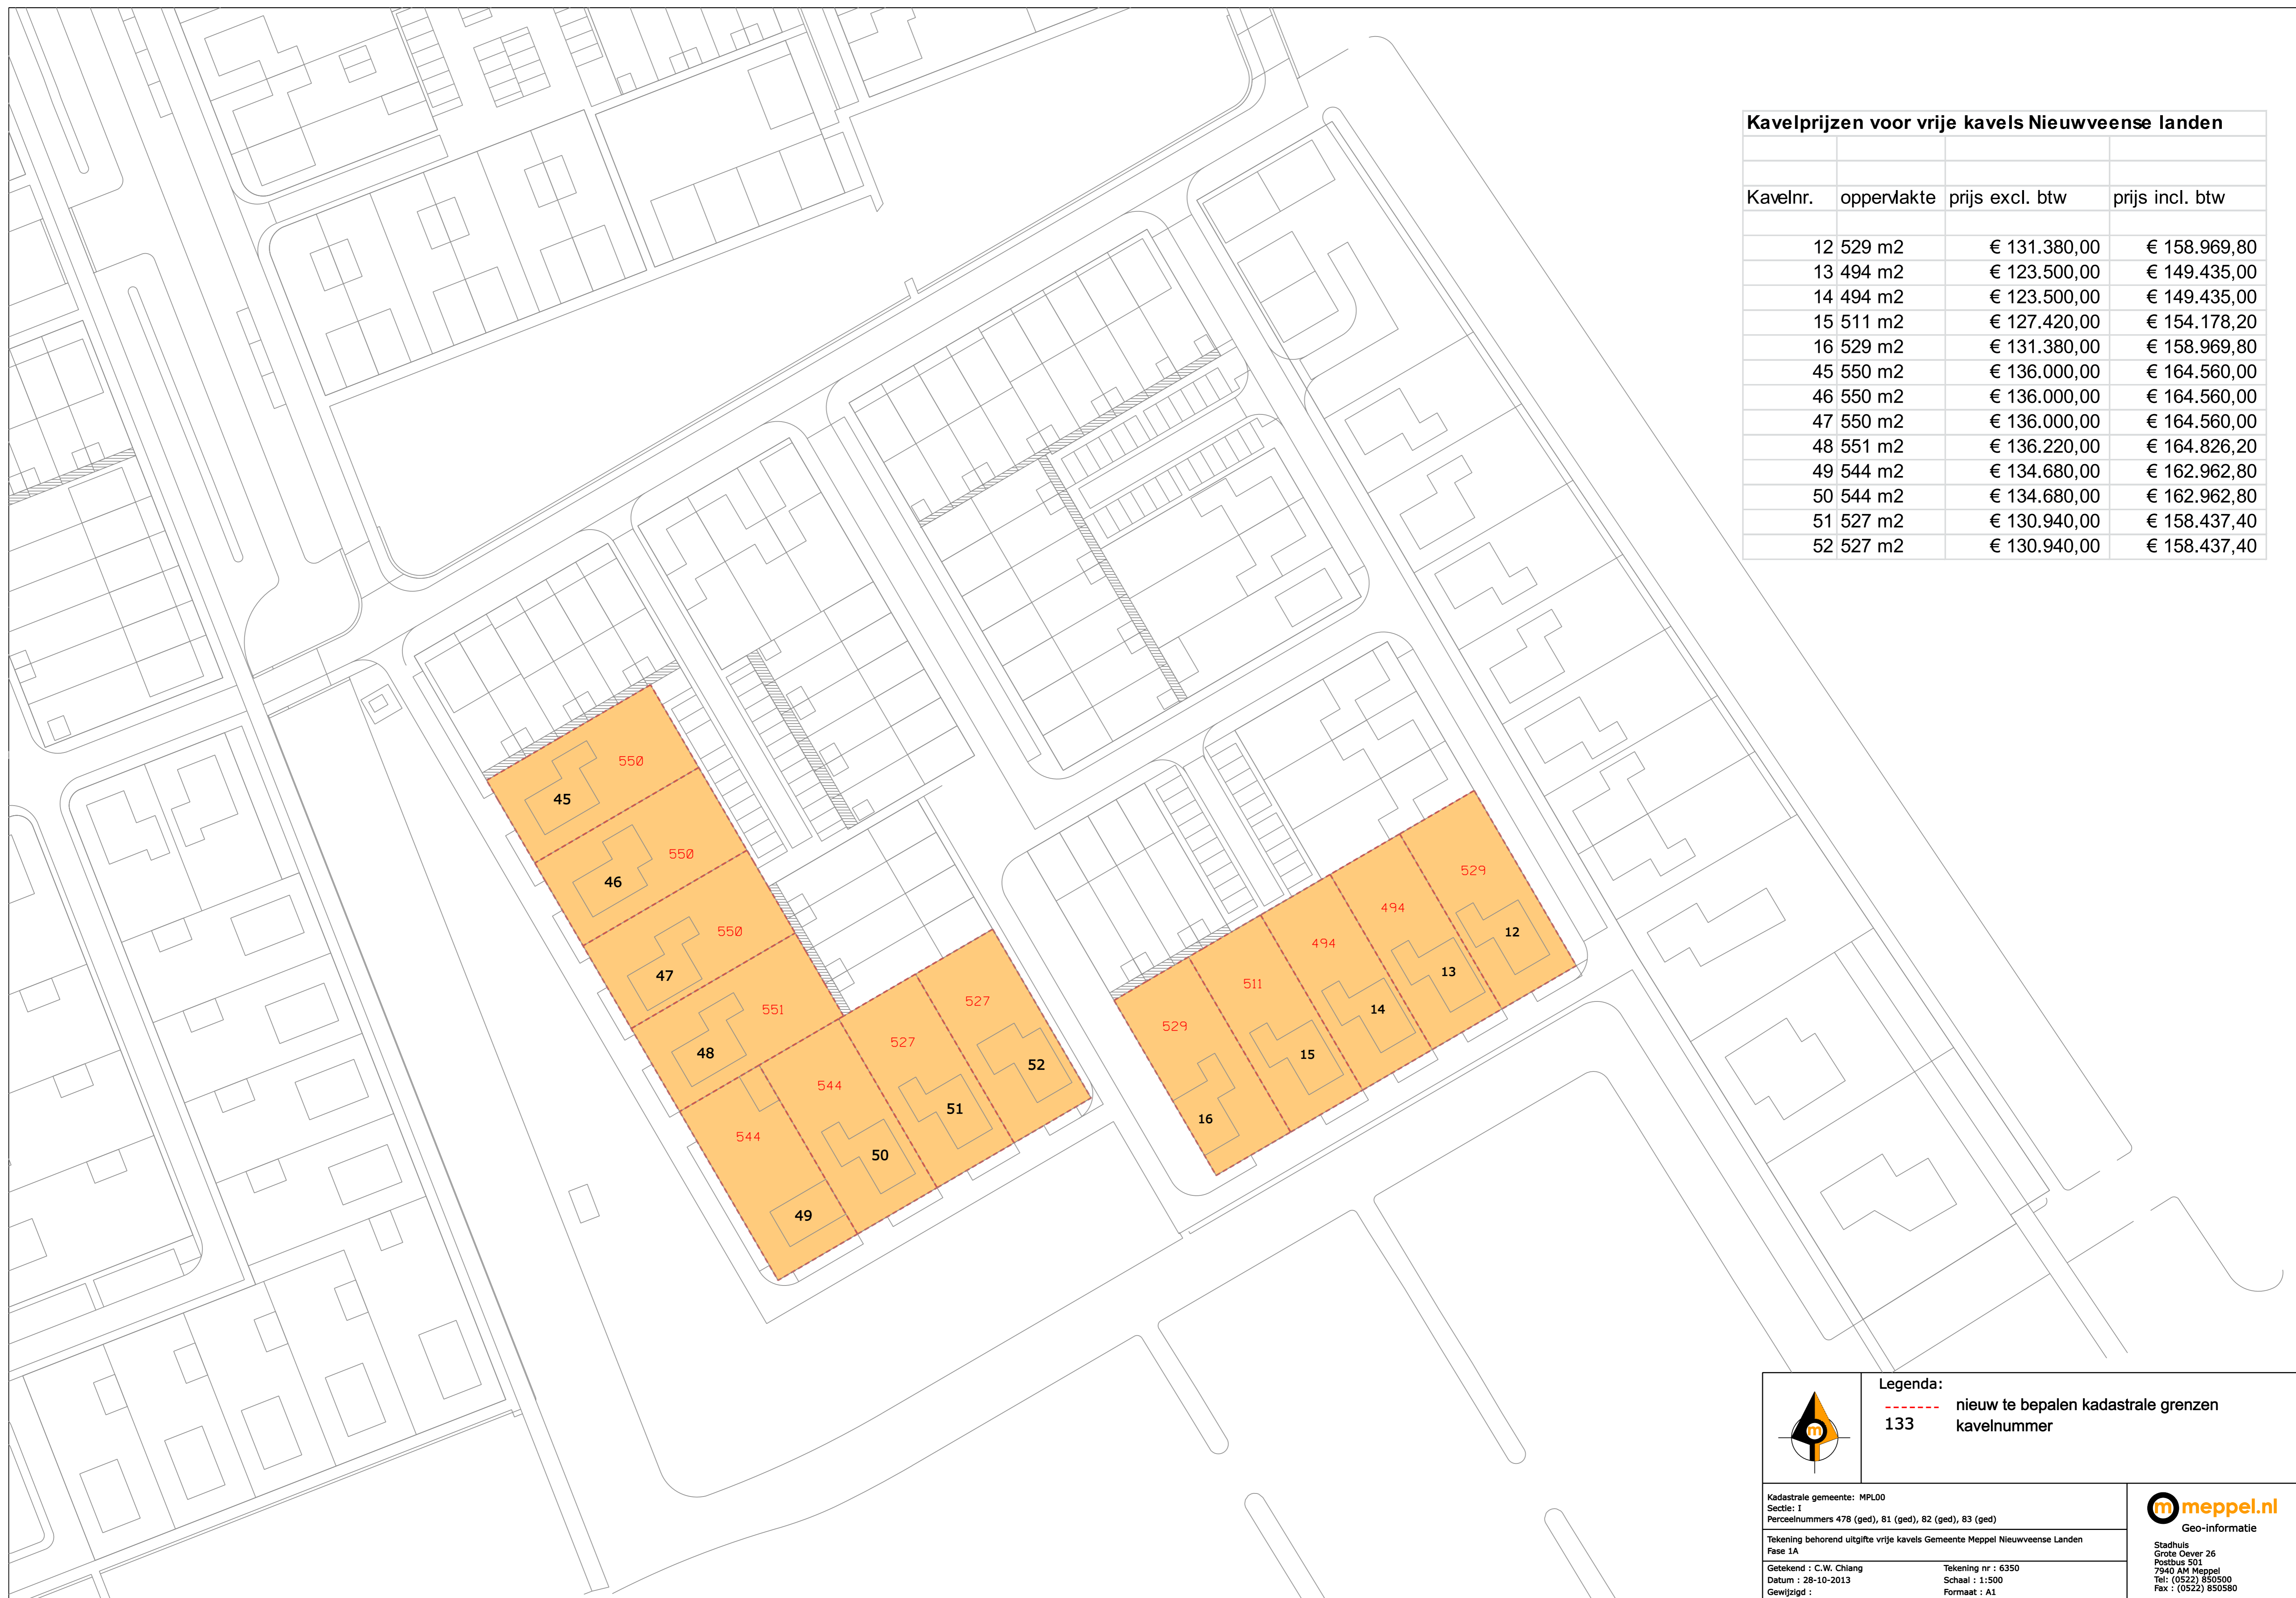 Kavelprijzen voor vrije kavels Nieuwveense landen
Kavelnr. oppervlakte prijs excl. btw prijs incl. btw
12 529 m2 € 131.380,00 € 158.969,80
13 494 m2 € 123.500,00 € 149.435,00
14 494 m2 € 123.500,00 € 149.435,00
15 511 m2 € 127.420,00 € 154.178,20
16 529 m2 € 131.380,00 € 158.969,80
45 550 m2 € 136.000,00 € 164.560,00
46 550 m2 € 136.000,00 € 164.560,00
47 550 m2 € 136.000,00 € 164.560,00
48 551 m2 € 136.220,00 € 164.826,20
49 544 m2 € 134.680,00 € 162.962,80
50 544 m2 € 134.680,00 € 162.962,80
51 527 m2 € 130.940,00 € 158.437,40
52 527 m2 € 130.940,00 € 158.437,40
550
45
550
46
550
47
551
48
544
49
544
50
527
51
527
52
529
16
511
15
494
14
494
13
529
12
Legenda:
nieuw te bepalen kadastrale grenzen
133 kavelnummer
m
Kadastrale gemeente: MPL00
Sectie: I
Perceelnummers 478 (ged), 81 (ged), 82 (ged), 83 (ged)
Tekening behorend uitgifte vrije kavels Gemeente Meppel Nieuwveense Landen
Fase 1A
Getekend : C.W. Chiang Tekening nr : 6350
Datum : 28-10-2013 Schaal : 1:500
Gewijzigd : Formaat : A1
m meppel.nl
Geo-informatie
Stadhuis
Grote Oever 26
Postbus 501
7940 AM Meppel
Tel: (0522) 850500
Fax : (0522) 850580